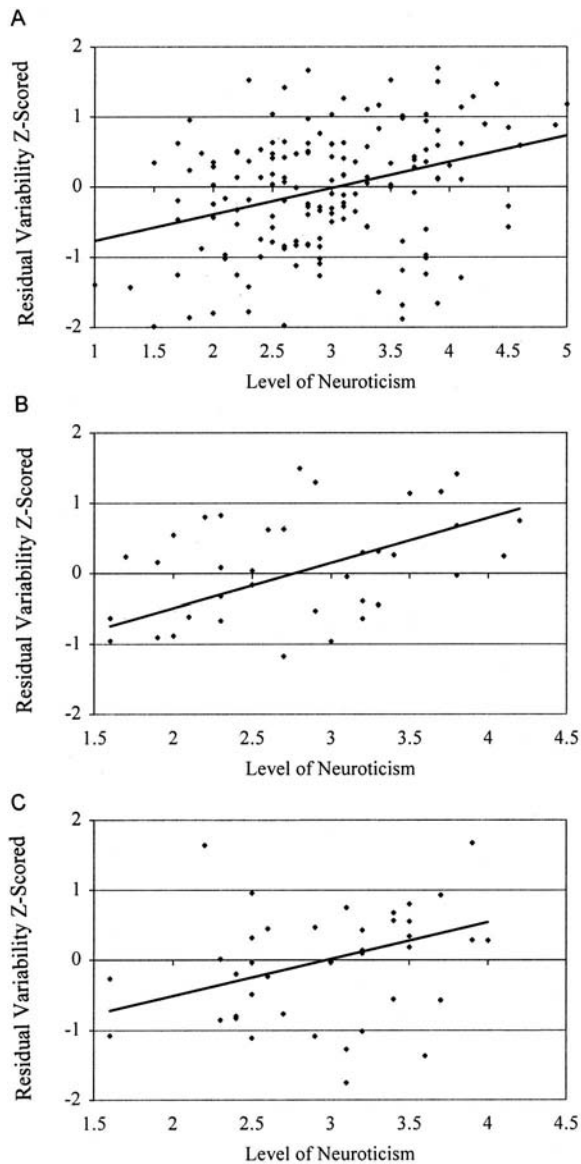 A
Residual Variability Z-Scored
2
1
0
-1
-2
1 1.5 2 2.5 3 3.5 4 4.5 5
Level of Neuroticism
B
Residual Variability Z-Scored
2
1
0
-1
-2
1.5 2 2.5 3 3.5 4 4.5
Level of Neuroticism
C
Residual Variability Z-Scored
2
1
0
-1
-2
1.5 2 2.5 3 3.5 4 4.5
Level of Neuroticism